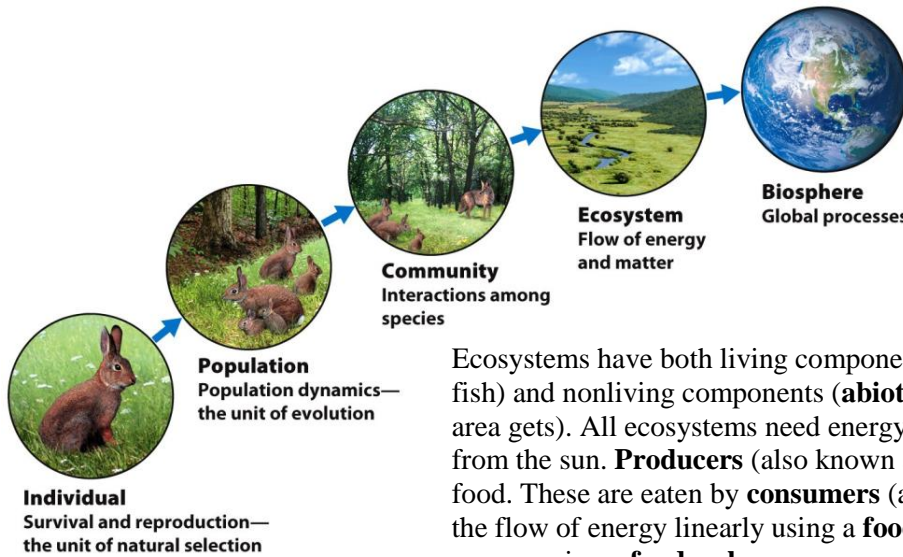 Biosphere
Global processes
Ecosystem
Flow of energy
and matter
Community
Interactions among
species
Population
Population dynamics—
the unit of evolution
Individual
Survival and reproduction—
the unit of natural selection
Ecosystems have both living
fish) and nonliving components (
area gets). All ecosystems need energy
from the sun. Producers (also known
food. These are eaten by consumers (
the flow of energy linearly using a